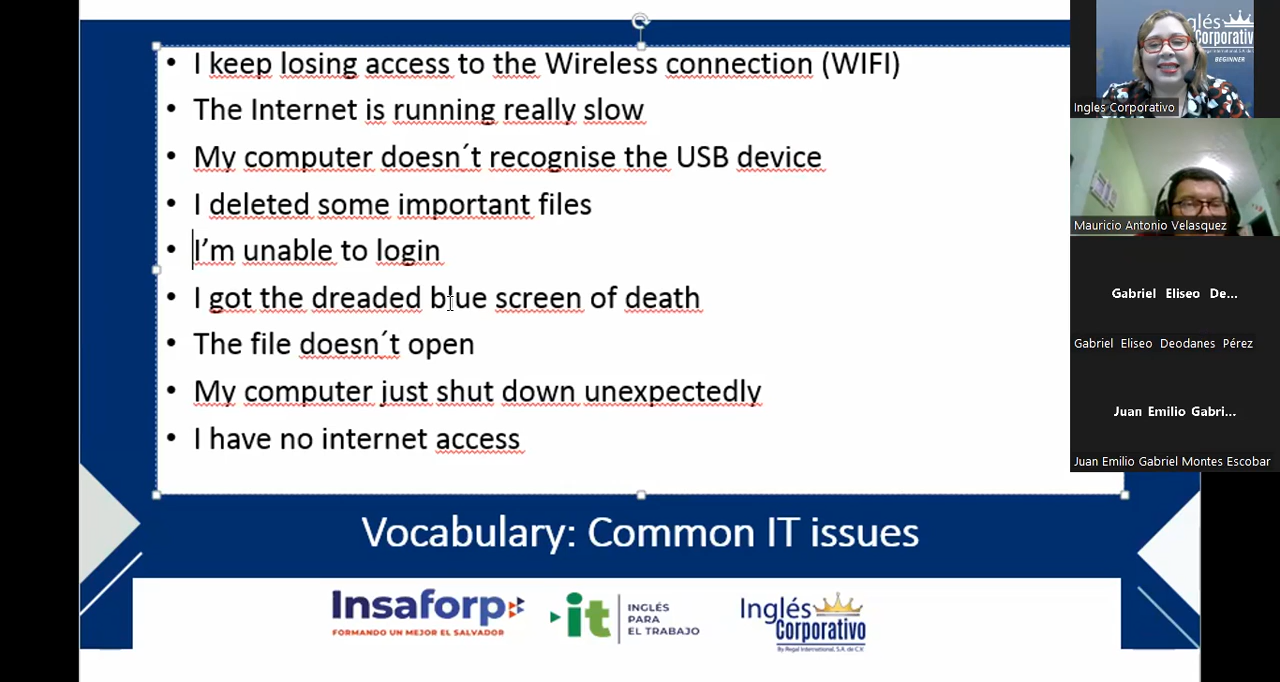 • I keep losing access to the Wireless connection (WIFI)
• The Internet is running really slow
• My computer doesn´t recognise the USB device
• I deleted some important files
• I’m unable to login
• I got the dreaded blue screen of death
• The file doesn´t open
• My computer just shut down unexpectedly
• I have no internet access
Vocabulary: Common IT issues
Insaforp
FORMANDO UN MEJOR EL SALVADOR
it
INGLÉS
PARA
EL TRABAJO
Inglés
Corporativo
By Regal International, S.A. de C.V.
Inglés
Corporativo
BEGINNER
Ingles Corporativo
Mauricio Antonio Velasquez
Gabriel Eliseo De...
Gabriel Eliseo Deodanes Pérez
Juan Emilio Gabri...
Juan Emilio Gabriel Montes Escobar